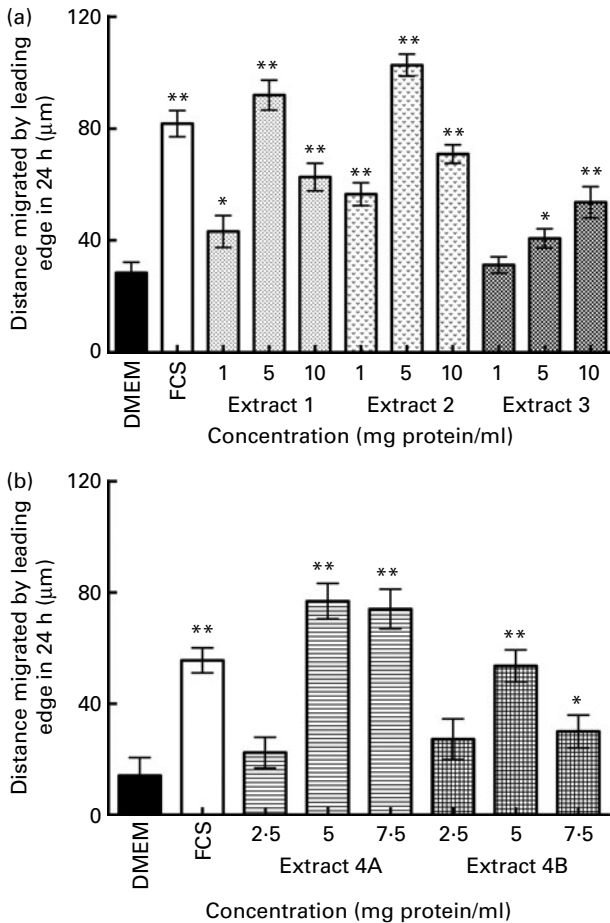 (a)
Distance migrated by leading
edge in 24 h (μm)
120
80
40
0
**
*
**
**
**
**
**
*
**
DMEM
FCS
1 5 10 1 5 10 1 5 10
Extract 1 Extract 2 Extract 3
Concentration (mg protein/ml)
(b)
Distance migrated by leading
edge in 24 h (μm)
120
80
40
0
**
**
**
**
*
DMEM
FCS
2·5 5 7·5 2·5 5 7·5
Extract 4A Extract 4B
Concentration (mg protein/ml)